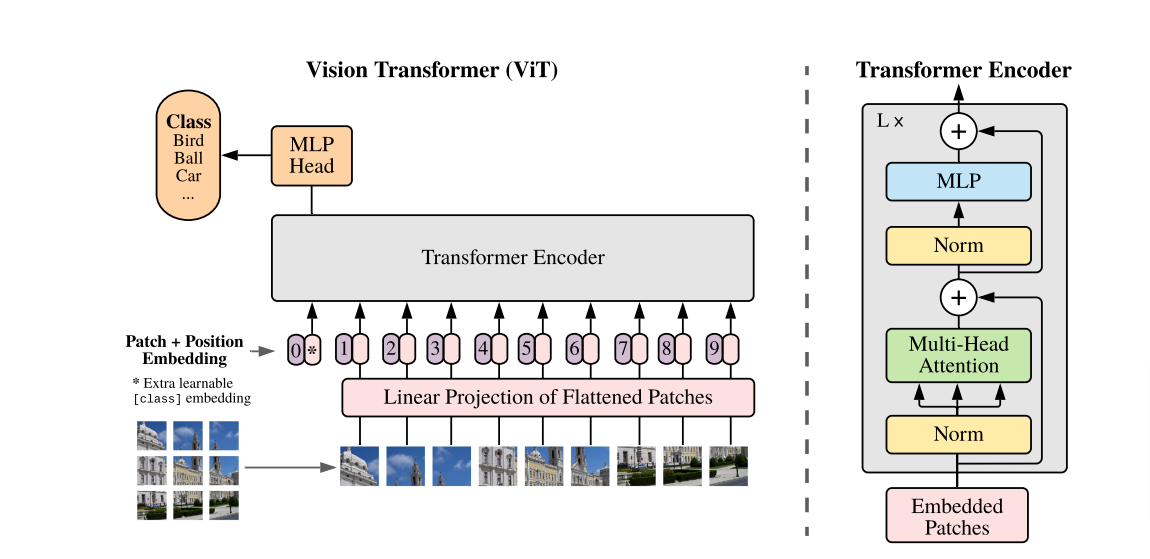 Vision Transformer (ViT)
Class
Bird
Ball
Car
...
MLP
Head
Transformer Encoder
Patch + Position
Embedding
0 * 1 2 3 4 5 6 7 8 9
* Extra learnable
[class] embedding
Linear Projection of Flattened Patches
Transformer Encoder
L x
+
MLP
Norm
+
Multi-Head
Attention
Norm
Embedded
Patches